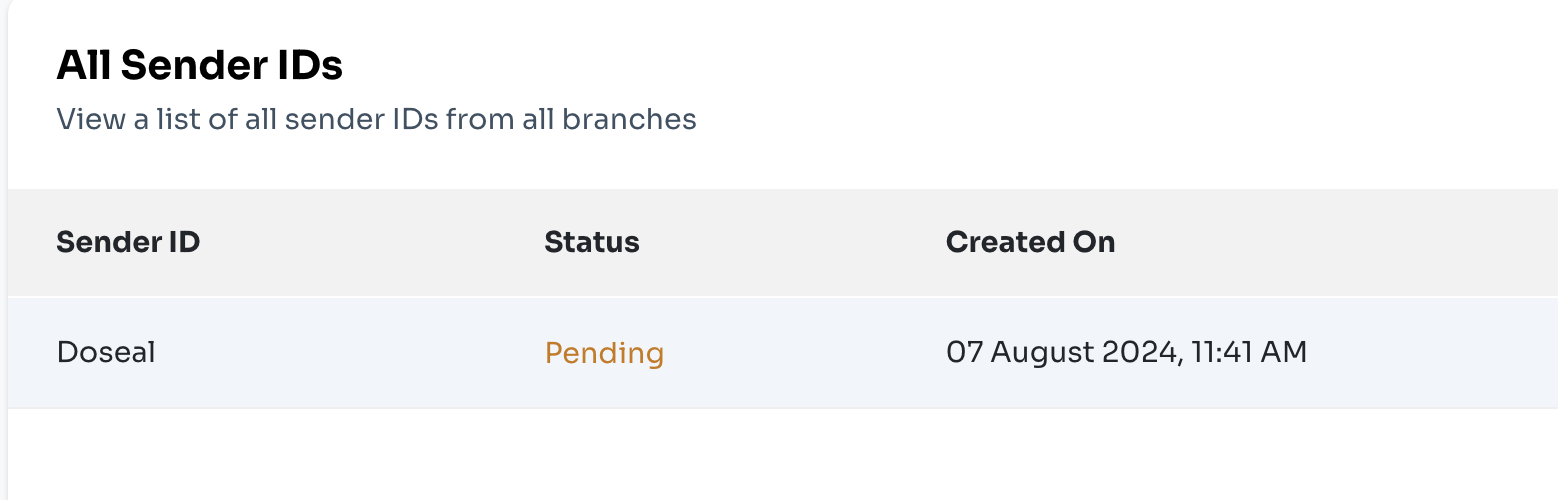 All Sender IDs
View a list of all sender IDs from all branches
Sender ID Status Created On
Doseal Pending 07 August 2024, 11:41 AM